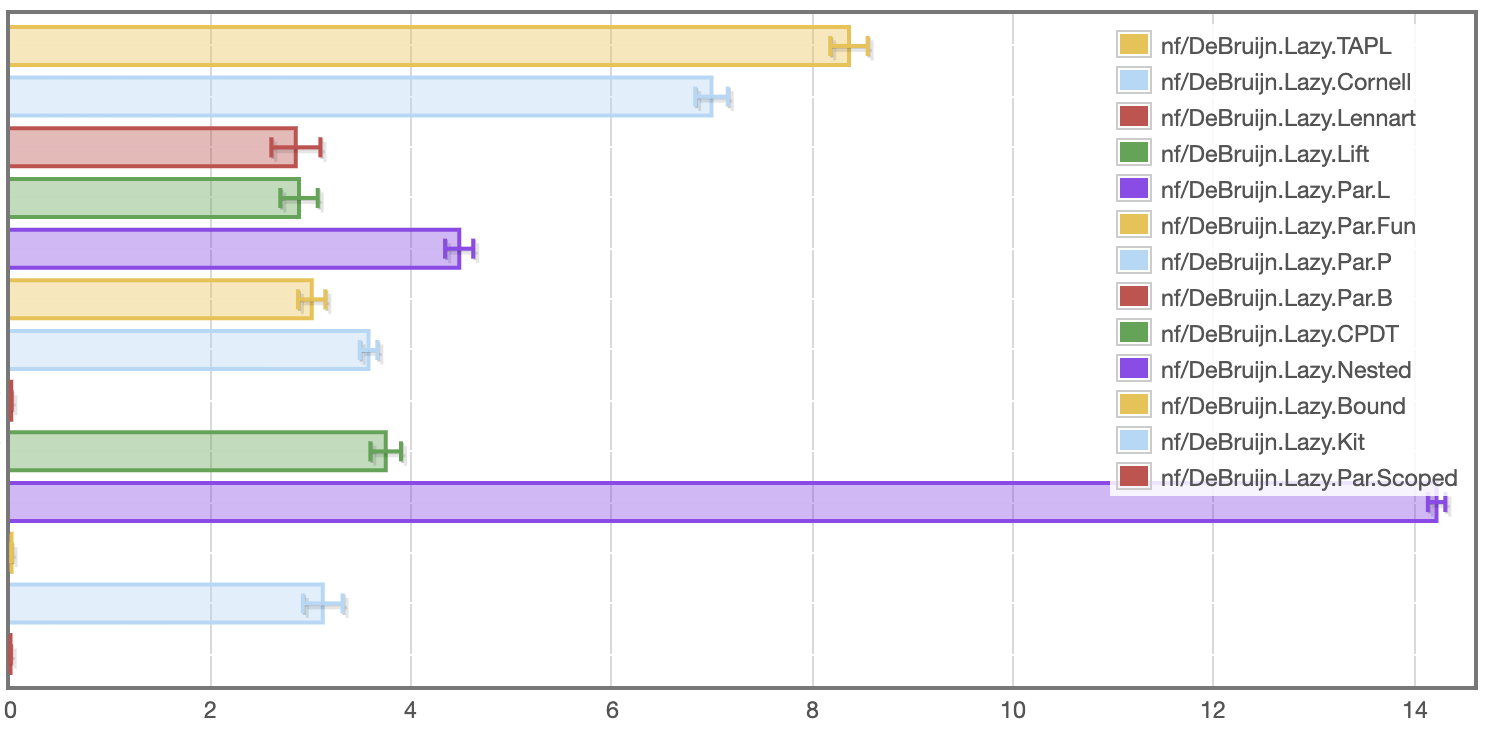 nf/DeBruijn.Lazy.TAPL
nf/DeBruijn.Lazy.Cornell
nf/DeBruijn.Lazy.Lennart
nf/DeBruijn.Lazy.Lift
nf/DeBruijn.Lazy.Par.L
nf/DeBruijn.Lazy.Par.Fun
nf/DeBruijn.Lazy.Par.P
nf/DeBruijn.Lazy.Par.B
nf/DeBruijn.Lazy.CPDT
nf/DeBruijn.Lazy.Nested
nf/DeBruijn.Lazy.Bound
nf/DeBruijn.Lazy.Kit
nf/DeBruijn.Lazy.Par.Scoped
0 2 4 6 8 10 12 14